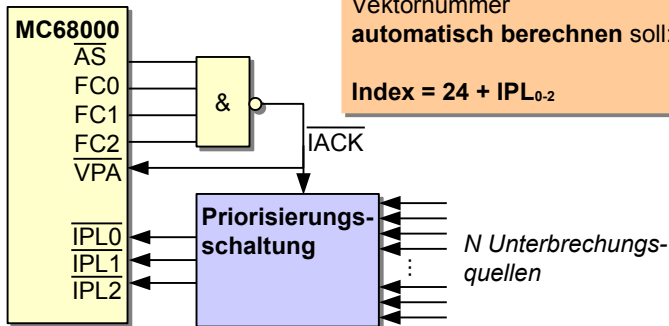 MC68000
AS
FC0
FC1
FC2
VPA
IPL0
IPL1
IPL2
&
IACK
Vektornummer
automatisch berechnen soll:
Index = 24 + IPL0-2
Priorisierungs-
schaltung
N Unterbrechungs-
quellen
⋮